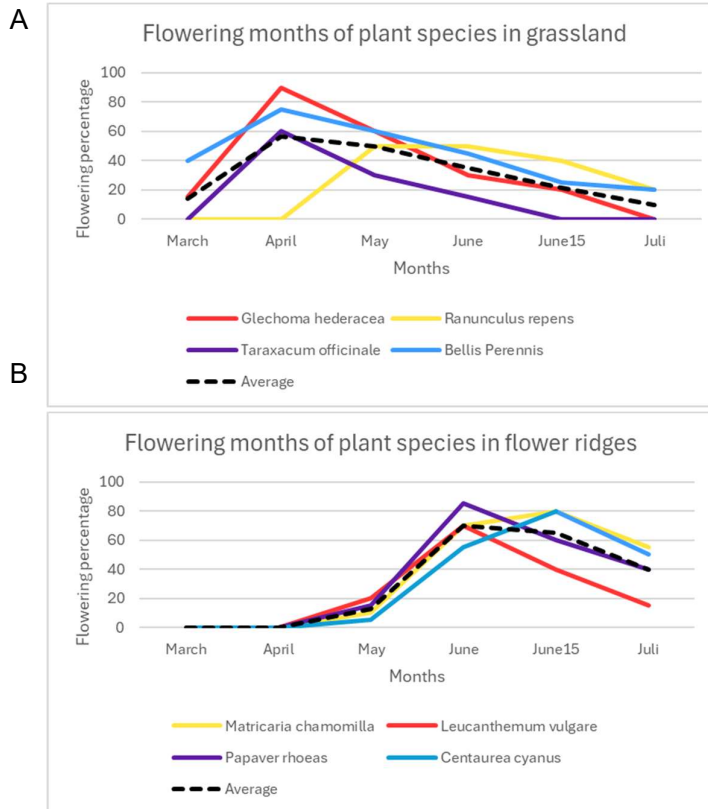 A
Flowering months of plant species in grassland
Flowering percentage
100
80
60
40
20
0
March April May June June15 Juli
Months
Glechoma hederacea Ranunculus repens
Taraxacum officinale Bellis Perennis
Average
B
Flowering months of plant species in flower ridges
Flowering percentage
100
80
60
40
20
0
March April May June June15 Juli
Months
Matricaria chamomilla Leucanthemum vulgare
Papaver rhoeas Centaurea cyanus
Average